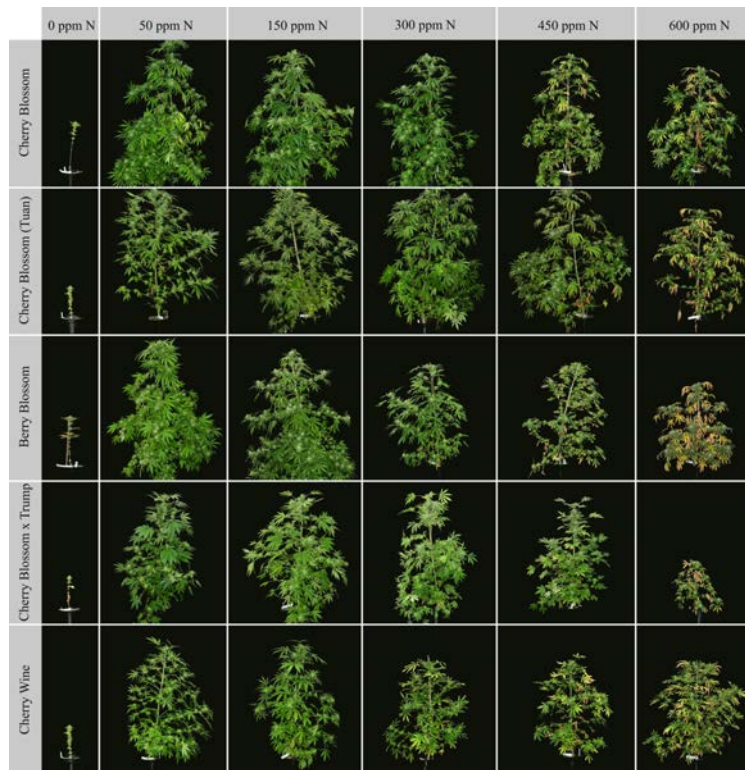 0 ppm N 50 ppm N 150 ppm N 300 ppm N 450 ppm N 600 ppm N
Cherry Blossom
Cherry Blossom (Tuan)
Berry Blossom
Cherry Blossom x Trump
Cherry Wine